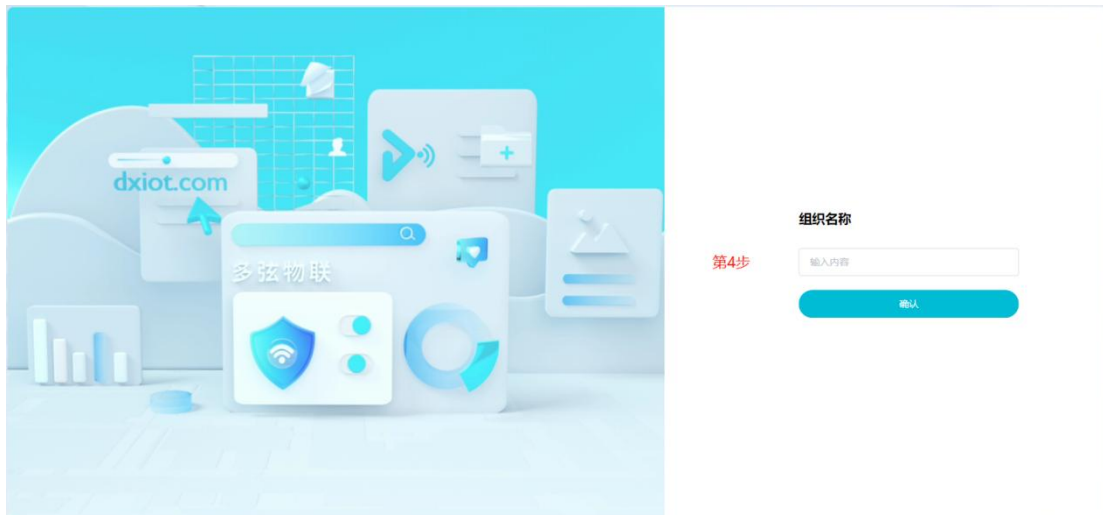 dxiot.com
多弦物联
组织名称
第4步
输入内容
确认